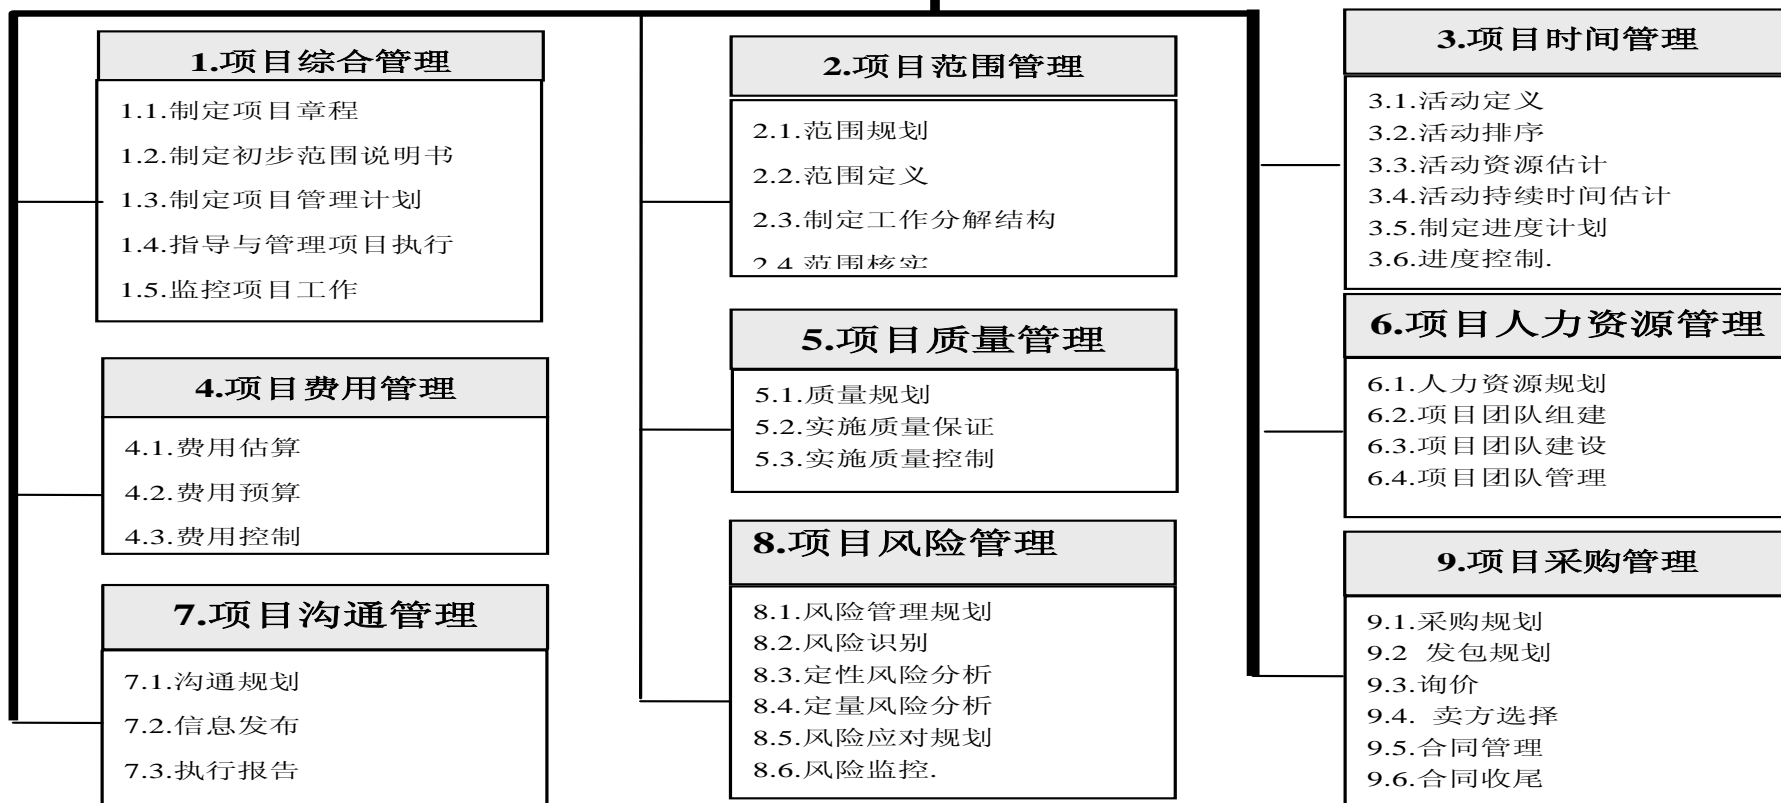 1.项目综合管理
1.1.制定项目章程
1.2.制定初步范围说明书
1.3.制定项目管理计划
1.4.指导与管理项目执行
1.5.监控项目工作
2.项目范围管理
2.1.范围规划
2.2.范围定义
2.3.制定工作分解结构
2.4 范围核实
3.项目时间管理
3.1.活动定义
3.2.活动排序
3.3.活动资源估计
3.4.活动持续时间估计
3.5.制定进度计划
3.6.进度控制.
4.项目费用管理
4.1.费用估算
4.2.费用预算
4.3.费用控制
5.项目质量管理
5.1.质量规划
5.2.实施质量保证
5.3.实施质量控制
6.项目人力资源管理
6.1.人力资源规划
6.2.项目团队组建
6.3.项目团队建设
6.4.项目团队管理
7.项目沟通管理
7.1.沟通规划
7.2.信息发布
7.3.执行报告
8.项目风险管理
8.1.风险管理规划
8.2.风险识别
8.3.定性风险分析
8.4.定量风险分析
8.5.风险应对规划
8.6.风险监控.
9.项目采购管理
9.1.采购规划
9.2 发包规划
9.3.询价
9.4. 卖方选择
9.5.合同管理
9.6.合同收尾